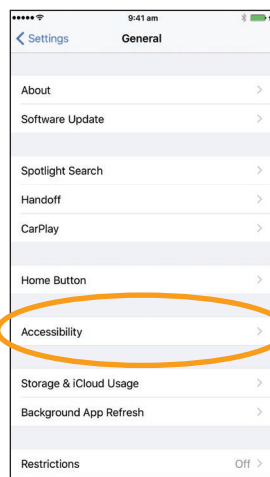 9:41 am
Settings General
About
Software Update
Spotlight Search
Handoff
CarPlay
Home Button
Accessibility
Storage & iCloud Usage
Background App Refresh
Restrictions Off